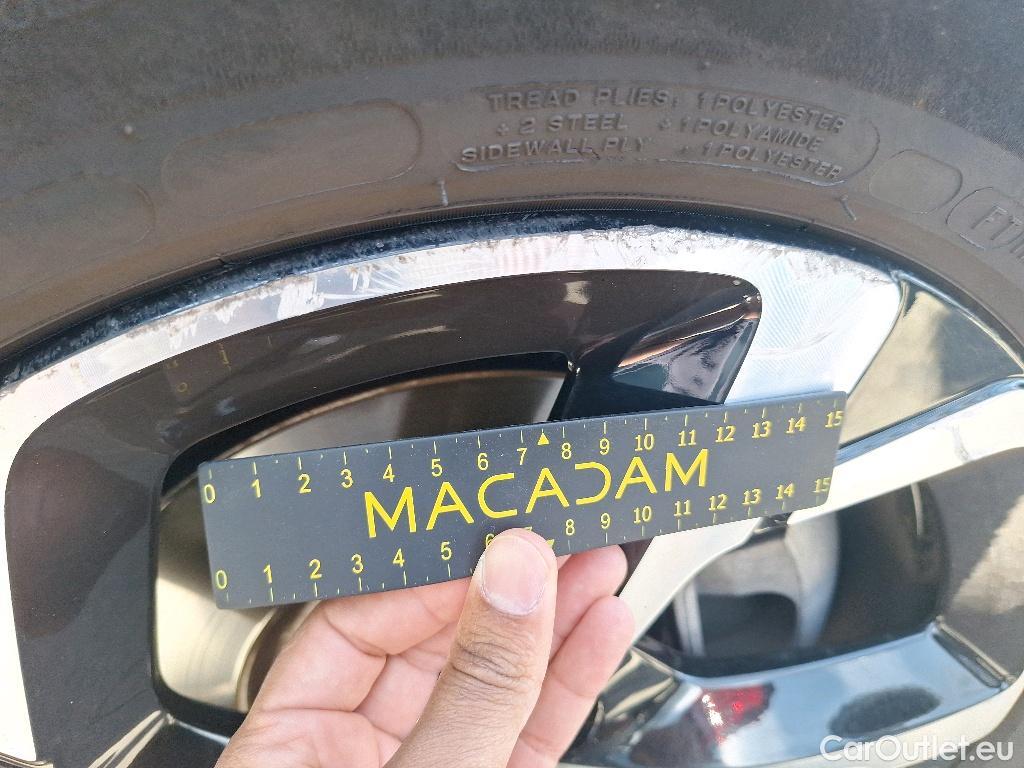 TREAD PLIES: 1 POLYESTER
+ 2 STEEL + 1 POLYAMIDE
SIDEWALL PLY + 1 POLYESTER
0 1 2 3 4 5 6 7 8 9 10 11 12 13 14 15
MACADAM
0 1 2 3 4 5 6 8 9 10 11 12 13 14 15
CarOutlet.eu